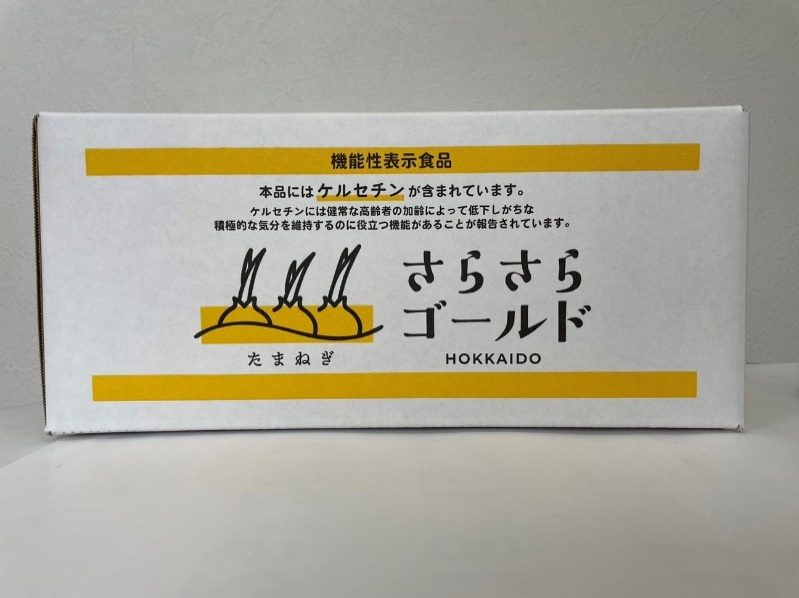 機能性表示食品
本品にはケルセチンが含まれています。
ケルセチンには健常な高齢者の加齢によって低下しがちな
積極的な気分を維持するのに役立つ機能があることが報告されています。
さらさら
ゴールド
たまねぎ
HOKKAIDO